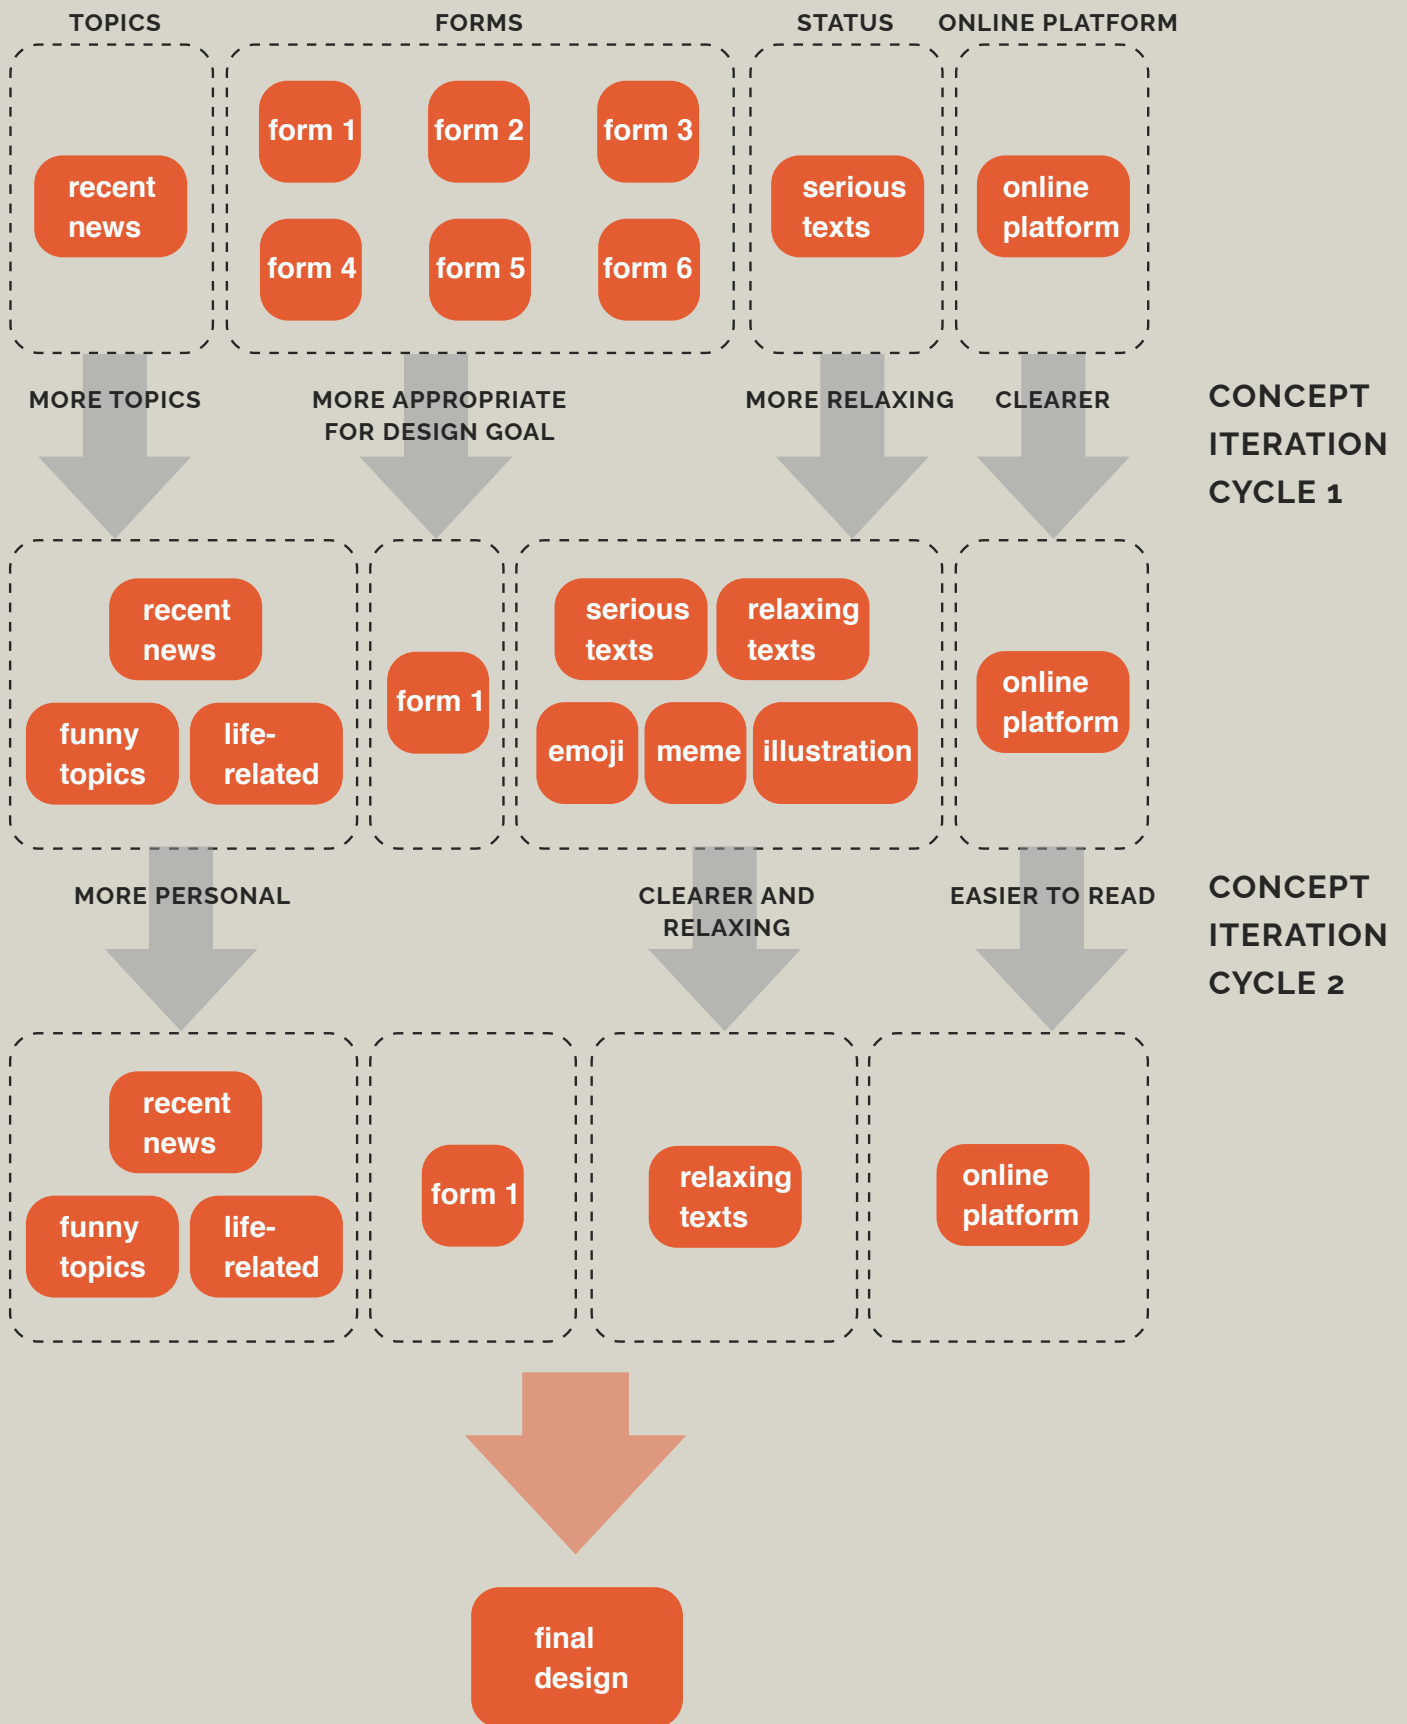 TOPICS
FORMS
STATUS
ONLINE PLATFORM
recent
news
form 1
form 2
form 3
form 4
form 5
form 6
serious
texts
online
platform
MORE TOPICS
MORE APPROPRIATE
FOR DESIGN GOAL
MORE RELAXING
CLEARER
CONCEPT
ITERATION
CYCLE 1
recent
news
funny
topics
life-
related
form 1
serious
texts
relaxing
texts
emoji
meme
illustration
online
platform
MORE PERSONAL
CLEARER AND
RELAXING
EASIER TO READ
CONCEPT
ITERATION
CYCLE 2
recent
news
funny
topics
life-
related
form 1
relaxing
texts
online
platform
final
design